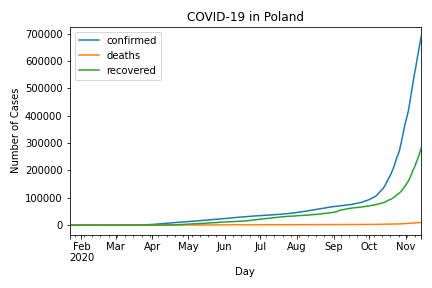 COVID-19 in Poland
700000
600000
500000
400000
300000
200000
100000
0
Number of Cases
confirmed
deaths
recovered
Feb Mar Apr May Jun Jul Aug Sep Oct Nov
2020
Day